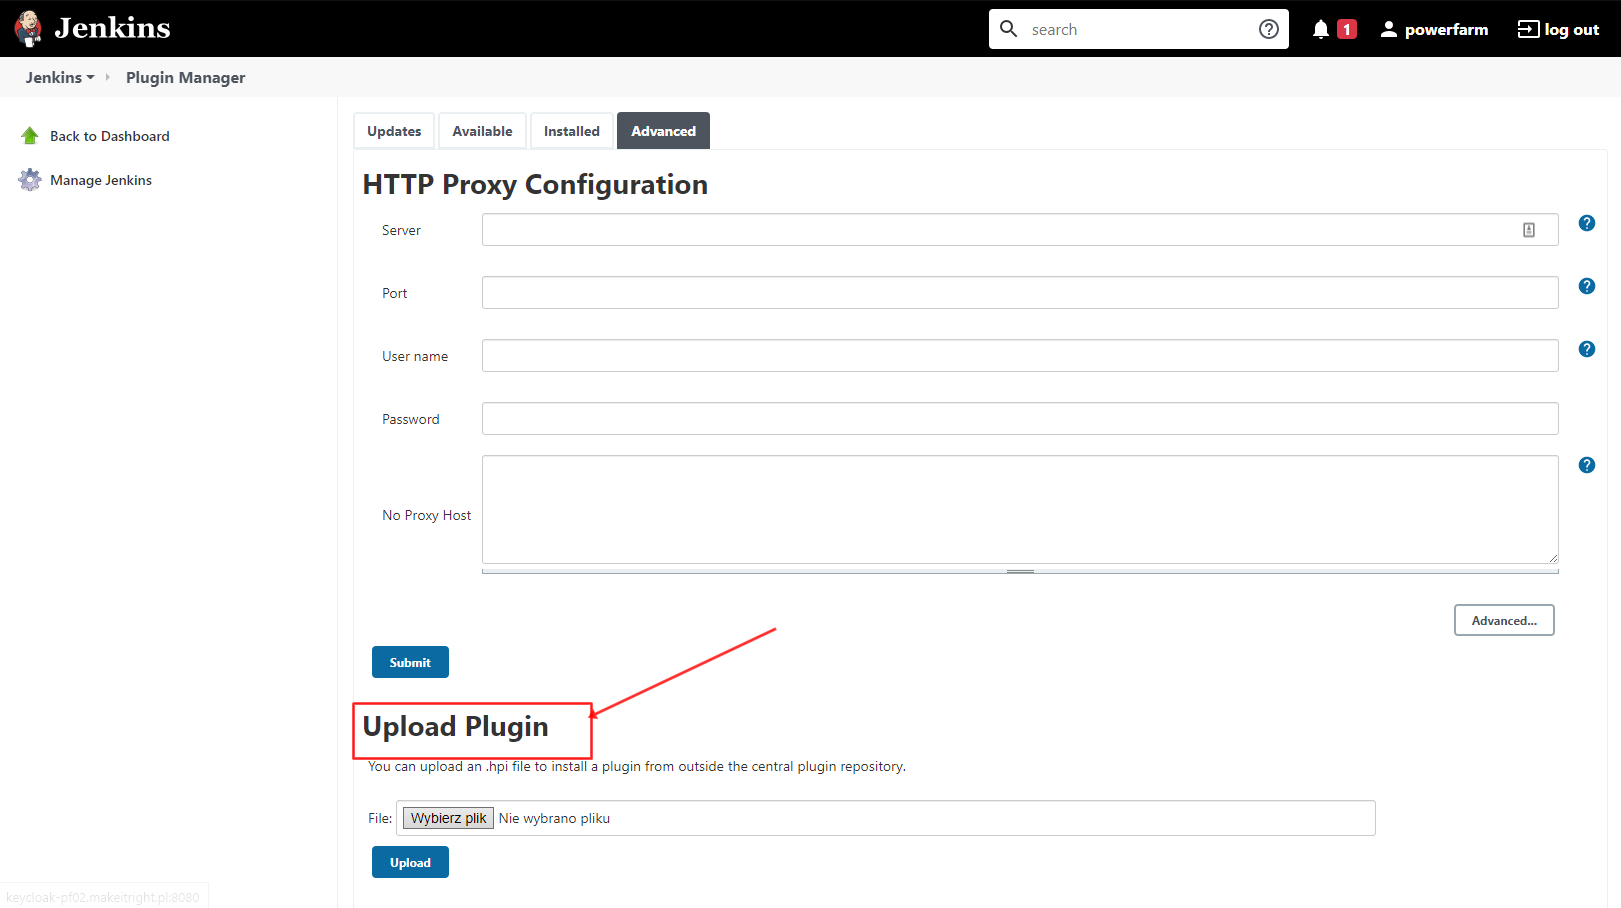 Jenkins
search
1
powerfarm
log out
Jenkins
Plugin Manager
Back to Dashboard
Manage Jenkins
Updates
Available
Installed
Advanced
HTTP Proxy Configuration
Server
Port
User name
Password
No Proxy Host
Advanced...
Submit
Upload Plugin
You can upload an .hpi file to install a plugin from outside the central plugin repository.
File: Wybierz plik Nie wybrano pliku
Upload
keycloak-pf02.makeitright.pl:8080